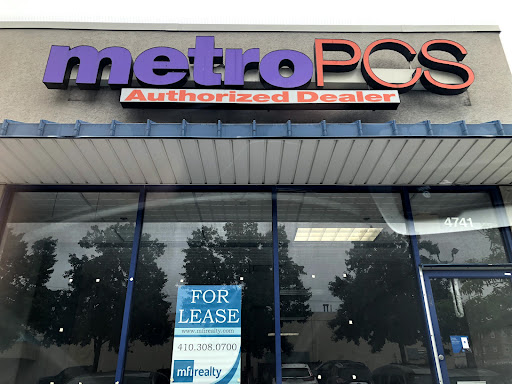 metroPCS
Authorized Dealer
4741
FOR
LEASE
www.mfirealty.com
410.308.0700
mfirealty